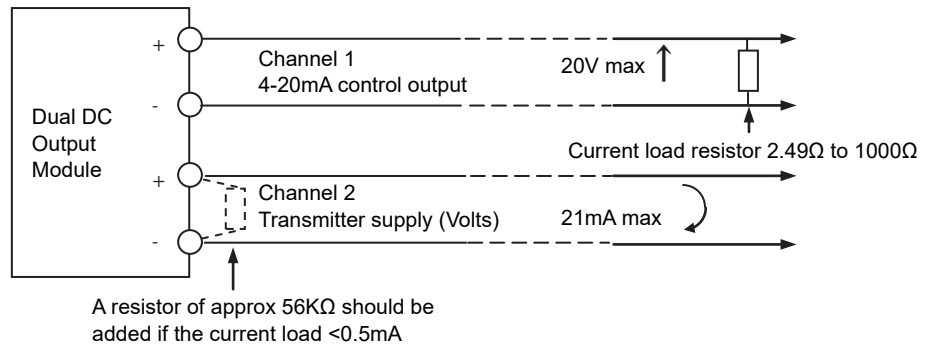 Dual DC
Output
Module
+
-
+
-
Channel 1
4-20mA control output
20V max
Current load resistor 2.49Ω to 1000Ω
Channel 2
Transmitter supply (Volts)
21mA max
A resistor of approx 56KΩ should be
added if the current load <0.5mA